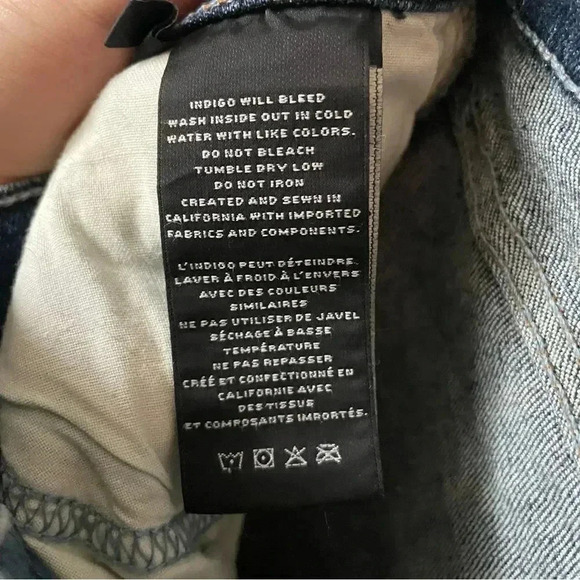 INDIGO WILL BLEED
WASH INSIDE OUT IN COLD
WATER WITH LIKE COLORS.
DO NOT BLEACH
TUMBLE DRY LOW
DO NOT IRON
CREATED AND SEWN IN
CALIFORNIA WITH IMPORTED
FABRICS AND COMPONENTS.
L'INDIGO PEUT DÉTEINDRE.
LAVER À FROID À L'ENVERS
AVEC DES COULEURS
SIMILAIRES
NE PAS UTILISER DE JAVEL
SÉCHAGE À BASSE
TEMPÉRATURE
NE PAS REPASSER
CRÉÉ ET CONFECTIONNÉ EN
CALIFORNIE AVEC
DES TISSUS
ET COMPOSANTS IMPORTÉS.